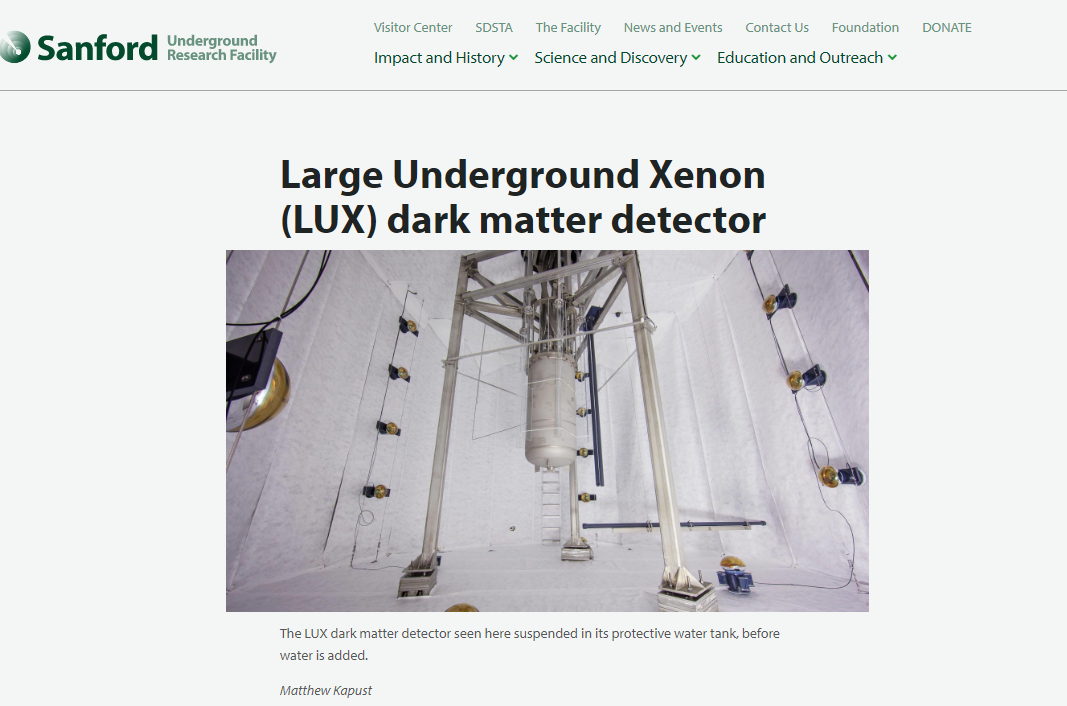 Visitor Center SDSTA The Facility News and Events Contact Us Foundation DONATE
Sanford Underground Research Facility
Impact and History Science and Discovery Education and Outreach
Large Underground Xenon
(LUX) dark matter detector
The LUX dark matter detector seen here suspended in its protective water tank, before
water is added.
Matthew Kapust